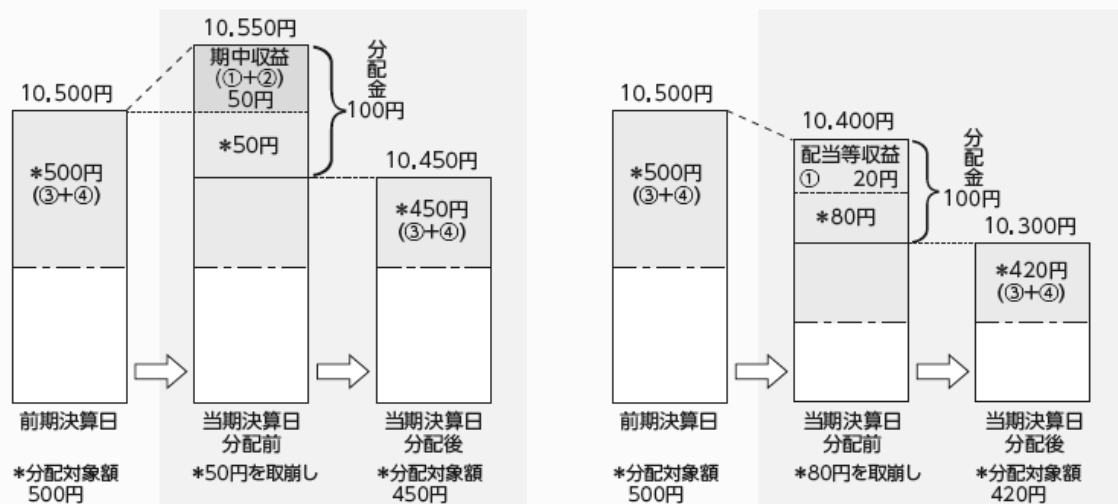 10,550円
期中収益
(①+②)
50円
分配金
100円
10,500円
*500円
(③+④)
*50円
10,450円
*450円
(③+④)
前期決算日
当期決算日
分配前
当期決算日
分配後
*分配対象額
500円
*50円を取崩し
*分配対象額
450円
10,500円
*500円
(③+④)
10,400円
配当等収益
① 20円
*80円
分配金
100円
10,300円
*420円
(③+④)
前期決算日
当期決算日
分配前
当期決算日
分配後
*分配対象額
500円
*80円を取崩し
*分配対象額
420円